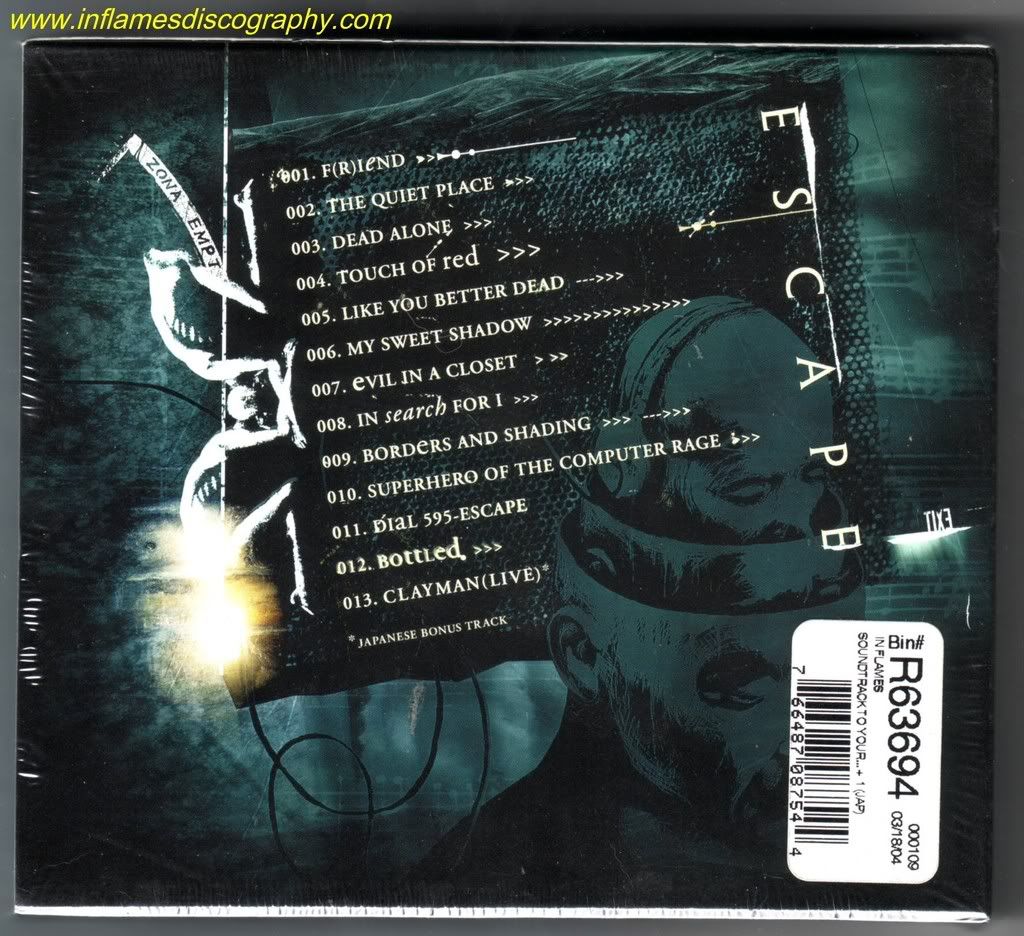 www.inflamesdiscography.com
ZONA EMPT
001. F(R)IeND >>
002. THE QUIET PLACE >>>
003. DEAD ALONE >>>
004. TOUCH OF red >>>
005. LIKE YOU BETTER DEAD --->>>
006. MY SWEET SHADOW >>>>>>>>>>>>>>>
007. eVIL IN A CLOSET > >>
008. IN search FOR I >>>
009. BORDeRS AND SHADING >>> --->>>
010. SUPERHERO OF THE COMPUTER RAGE >>>
011. DIaL 595-ESCAPE
012. BOTTLed. >>>
013. CLAYMAN(LIVE)*
* JAPANESE BONUS TRACK
ESCAPE
EXIT
Bin#
R63694
000109
03/18/04
IN FLAMES
SOUNDTRACK TO YOUR...+ 1 (JAP)
7 66487 08754 4